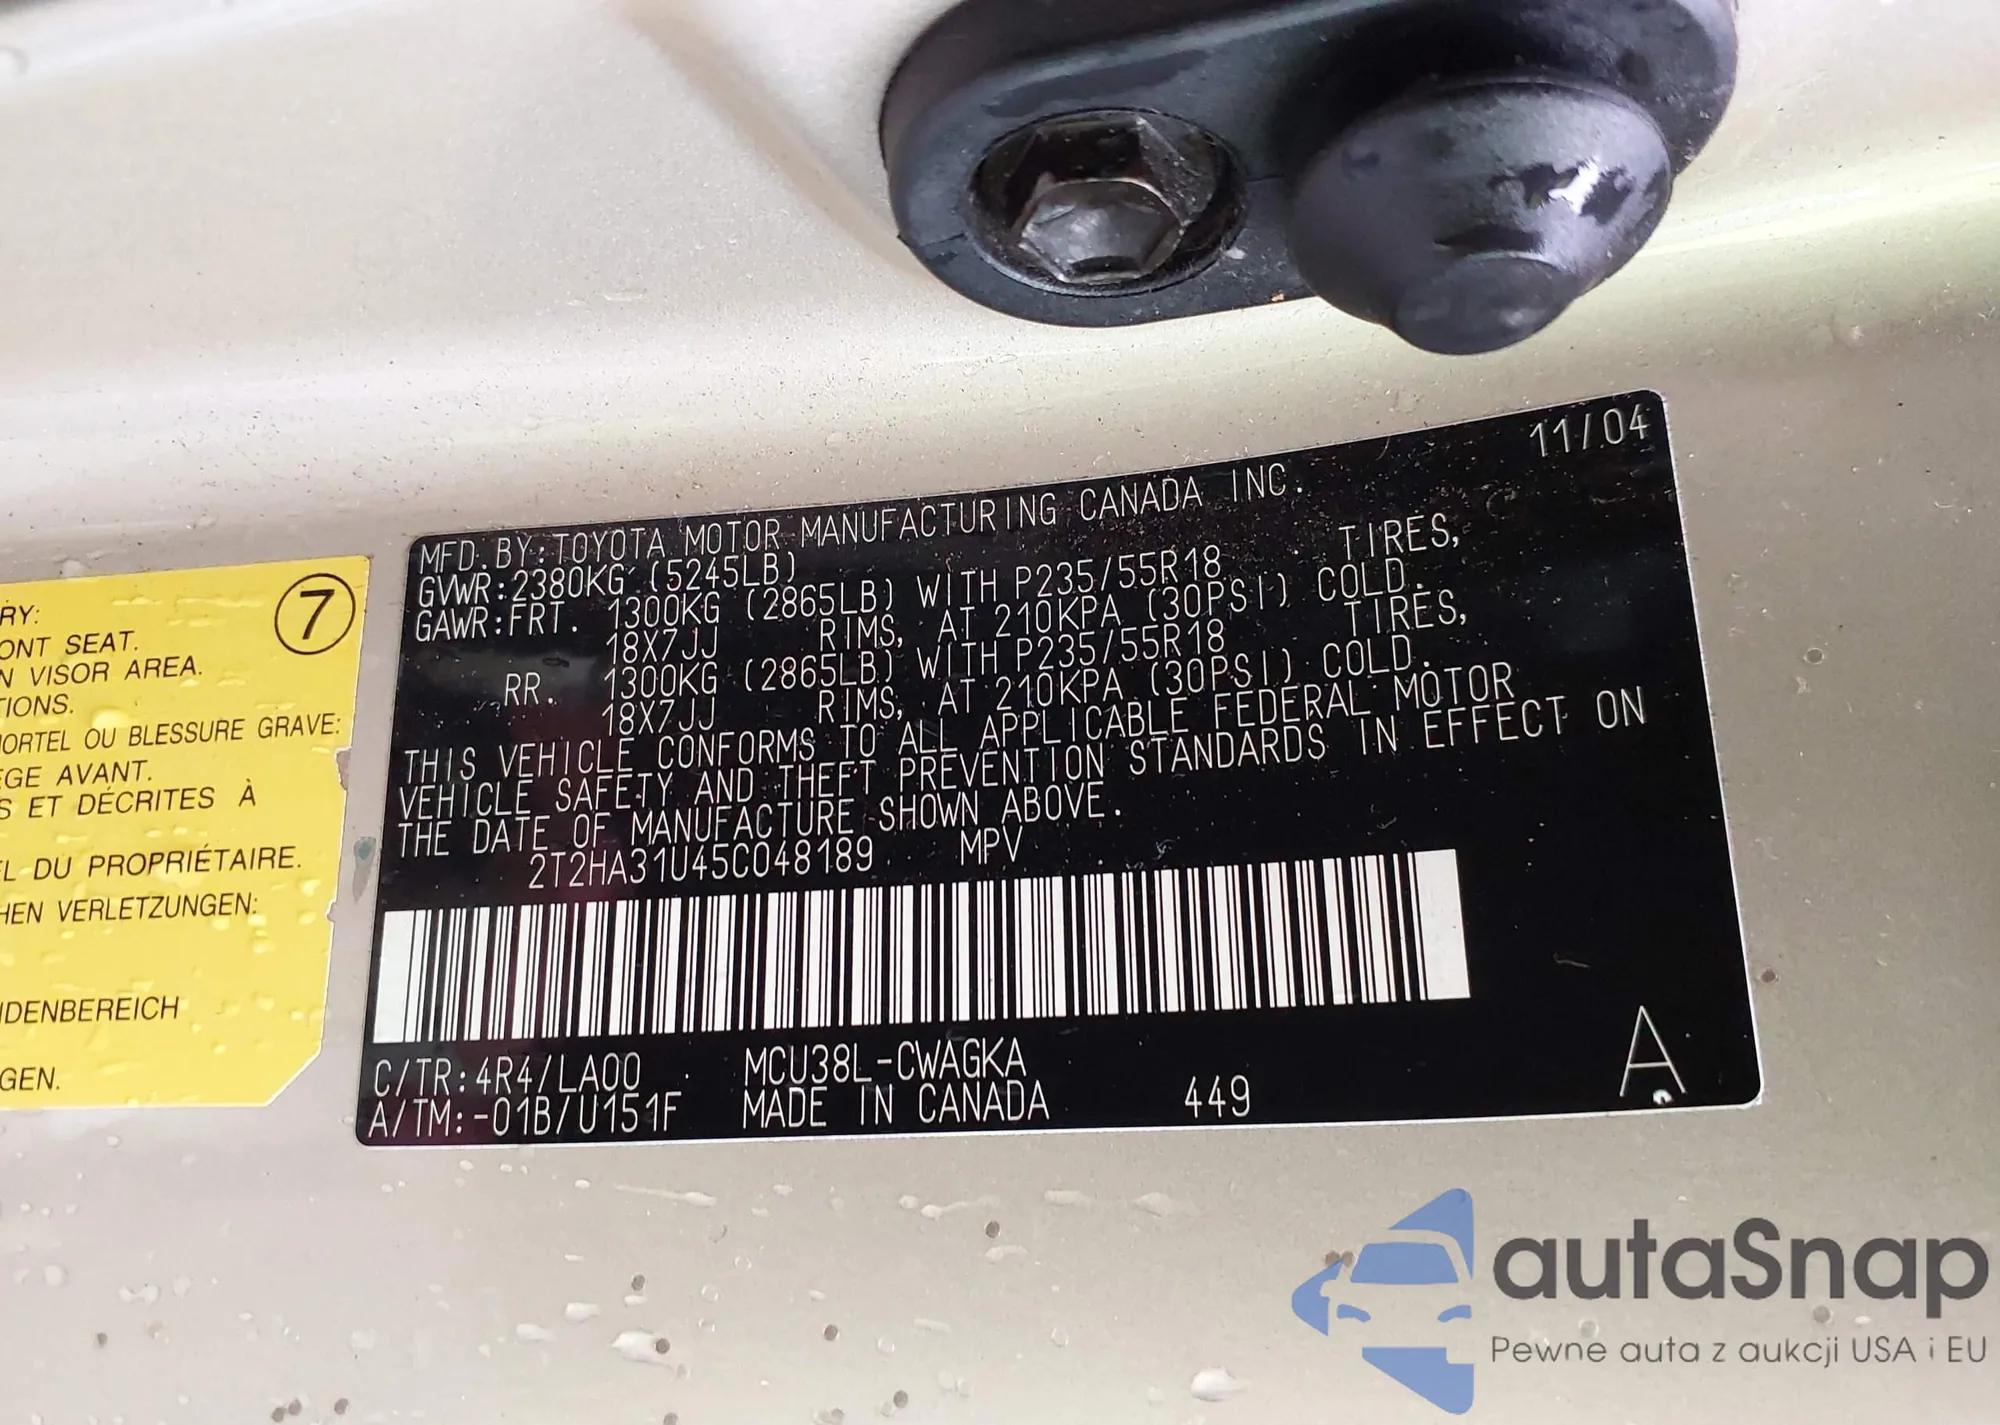 RY:
ONT SEAT.
N VISOR AREA.
TIONS.
MORTEL OU BLESSURE GRAVE:
ÈGE AVANT.
S ET DÉCRITES À
EL DU PROPRIÉTAIRE.
CHEN VERLETZUNGEN:
NDENBEREICH
GEN.
7
11/04
MFD. BY: TOYOTA MOTOR MANUFACTURING CANADA INC.
GVWR: 2380KG (5245LB)
GAWR: FRT. 1300KG (2865LB) WITH P235/55R18 TIRES,
18X7JJ RIMS, AT 210KPA (30PSI) COLD.
RR. 1300KG (2865LB) WITH P235/55R18 TIRES,
18X7JJ RIMS, AT 210KPA (30PSI) COLD.
THIS VEHICLE CONFORMS TO ALL APPLICABLE FEDERAL MOTOR
VEHICLE SAFETY AND THEFT PREVENTION STANDARDS IN EFFECT ON
THE DATE OF MANUFACTURE SHOWN ABOVE.
2T2HA31U45C048189 MPV
C/TR: 4R4/LA00 MCU38L-CWAGKA
A/TM: -01B/U151F MADE IN CANADA 449 A
autaSnap
Pewne auta z aukcji USA i EU